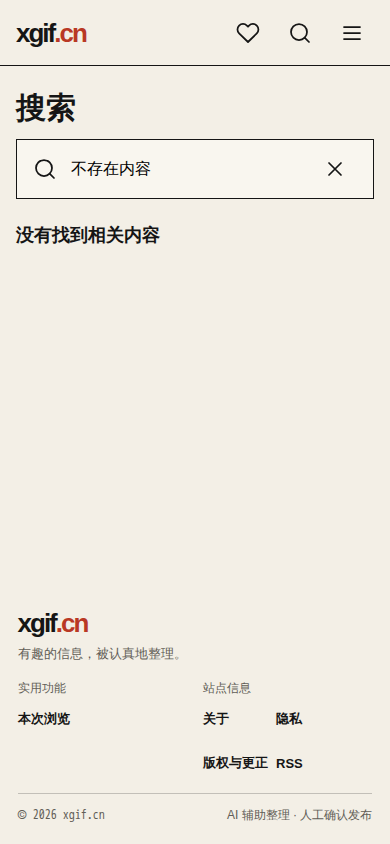 xgif.cn
搜索
不存在内容
没有找到相关内容
xgif.cn
有趣的信息，被认真地整理。
实用功能
本次浏览
站点信息
关于 隐私
版权与更正 RSS
© 2026 xgif.cn
AI 辅助整理 · 人工确认发布